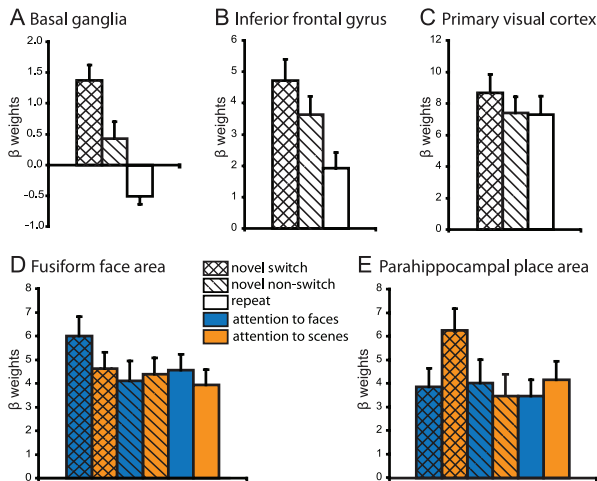 A Basal ganglia
β weights
2.0
1.5
1.0
0.5
0.0
-0.5
-1.0
B Inferior frontal gyrus
β weights
6
5
4
3
2
1
0
C Primary visual cortex
β weights
12
10
8
6
4
2
0
D Fusiform face area
β weights
8
7
6
5
4
3
2
1
0
novel switch
novel non-switch
repeat
attention to faces
attention to scenes
E Parahippocampal place area
β weights
8
7
6
5
4
3
2
1
0